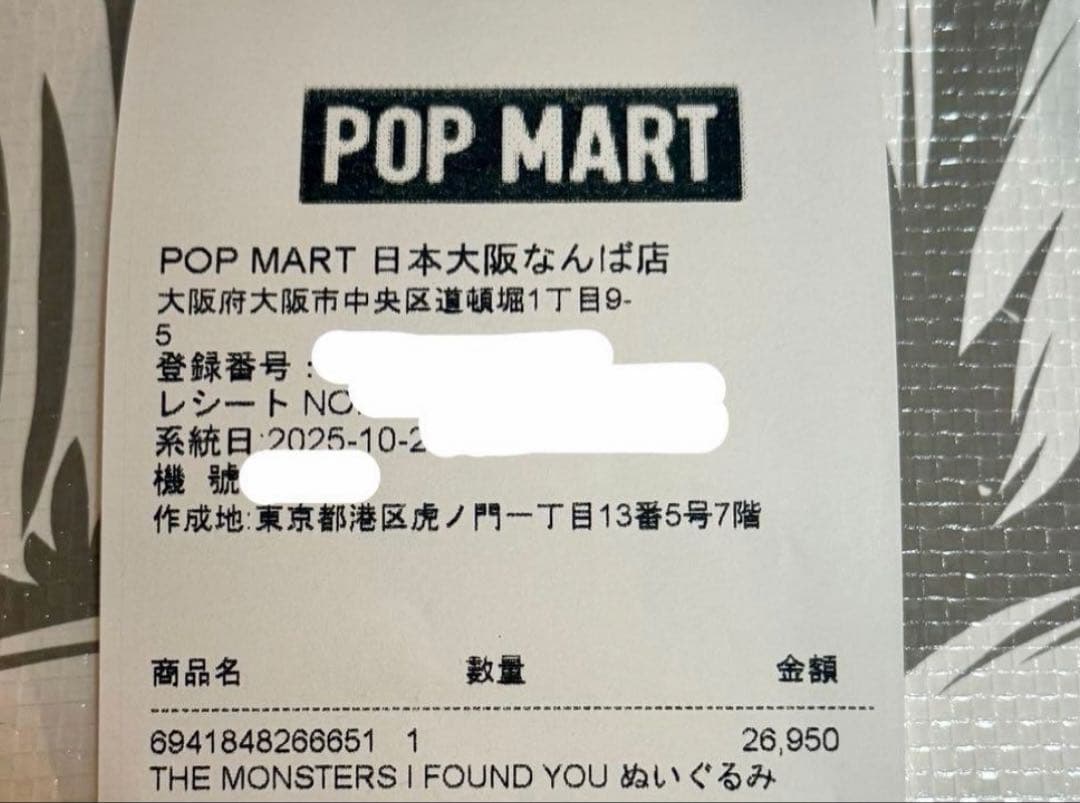 POP MART
POP MART 日本大阪なんば店
大阪府大阪市中央区道頓堀1丁目9-
5
登録番号:
レシート NO.
系統日:2025-10-2
機 號
作成地:東京都港区虎ノ門一丁目13番5号7階
商品名 数量 金額
6941848266651 1 26,950
THE MONSTERS I FOUND YOU ぬいぐるみ